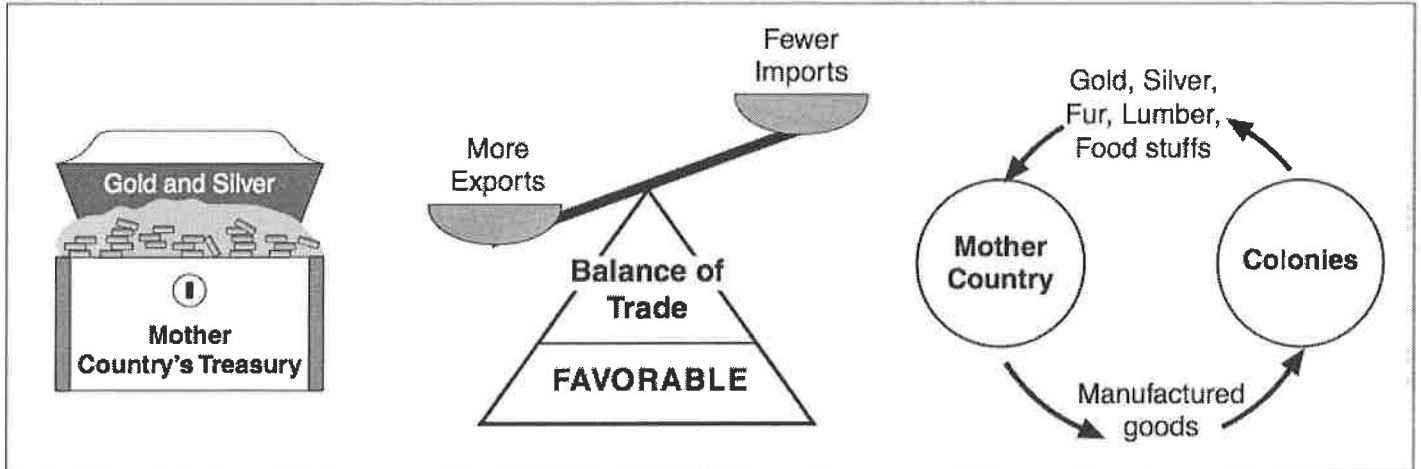 Gold and Silver
Mother
Country's Treasury
More
Exports
Fewer
Imports
Balance of
Trade
FAVORABLE
Gold, Silver,
Fur, Lumber,
Food stuffs
Mother
Country
Colonies
Manufactured
goods